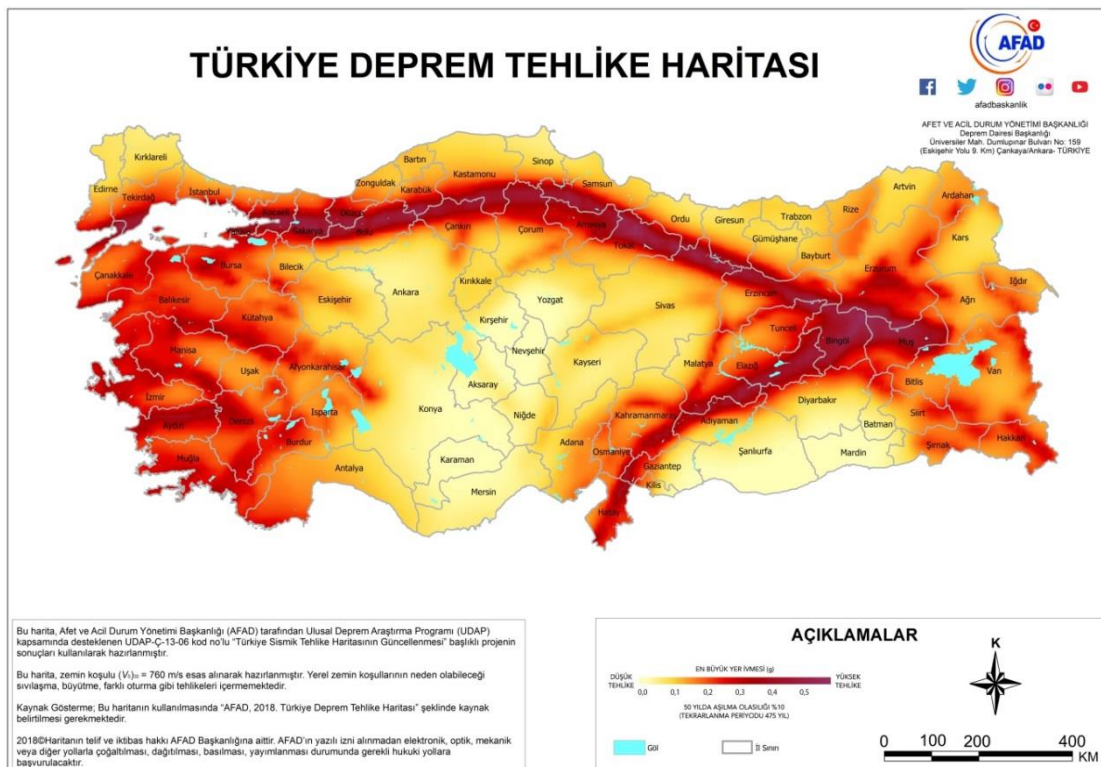 TÜRKİYE DEPREM TEHLİKE HARİTASI
AFAD
afadbaskanlik
AFET VE ACİL DURUM YÖNETİMİ BAŞKANLIĞI
Deprem Dairesi Başkanlığı
Üniversiler Mah. Dumlupınar Bulvarı No: 159
(Eskişehir Yolu 9. Km) Çankaya/Ankara- TÜRKİYE
Kırklareli
Edirne
Tekirdağ
İstanbul
Kocaeli
Yalova
Sakarya
Düzce
Bolu
Zonguldak
Bartın
Karabük
Kastamonu
Sinop
Samsun
Çankırı
Çorum
Amasya
Tokat
Ordu
Giresun
Trabzon
Gümüşhane
Rize
Bayburt
Artvin
Ardahan
Kars
Erzurum
Iğdır
Ağrı
Çanakkale
Balıkesir
Bursa
Bilecik
Kütahya
Eskişehir
Ankara
Kırıkkale
Kırşehir
Yozgat
Sivas
Erzincan
Tunceli
Bingöl
Muş
Van
Bitlis
Manisa
Uşak
Afyonkarahisar
İzmir
Aydın
Denizli
Isparta
Burdur
Muğla
Antalya
Konya
Aksaray
Nevşehir
Niğde
Kayseri
Karaman
Mersin
Adana
Kahramanmaraş
Osmaniye
Gaziantep
Kilis
Hatay
Malatya
Elazığ
Adıyaman
Diyarbakır
Şanlıurfa
Batman
Mardin
Siirt
Şırnak
Hakkari
Bu harita, Afet ve Acil Durum Yönetimi Başkanlığı (AFAD) tarafından Ulusal Deprem Araştırma Programı (UDAP)
kapsamında desteklenen UDAP-Ç-13-06 kod no'lu "Türkiye Sismik Tehlike Haritasının Güncellenmesi" başlıklı projenin
sonuçları kullanılarak hazırlanmıştır.
Bu harita, zemin koşulu (Vs)30 = 760 m/s esas alınarak hazırlanmıştır. Yerel zemin koşullarının neden olabileceği
sıvılaşma, büyütme, farklı oturma gibi tehlikeleri içermemektedir.
Kaynak Gösterme; Bu haritanın kullanılmasında "AFAD, 2018. Türkiye Deprem Tehlike Haritası" şeklinde kaynak
belirtilmesi gerekmektedir.
2018©Haritanın telif ve iktibas hakkı AFAD Başkanlığına aittir. AFAD'ın yazılı izni alınmadan elektronik, optik, mekanik
veya diğer yollarla çoğaltılması, dağıtılması, basılması, yayımlanması durumunda gerekli hukuki yollara
başvurulacaktır.
AÇIKLAMALAR
EN BÜYÜK YER İVMESİ (g)
DÜŞÜK
TEHLİKE
0,0 0,1 0,2 0,3 0,4 0,5
YÜKSEK
TEHLİKE
50 YILDA AŞILMA OLASILIĞI %10
(TEKRARLANMA PERİYODU 475 YIL)
Göl
İl Sınırı
K
0 100 200 300 400
KM